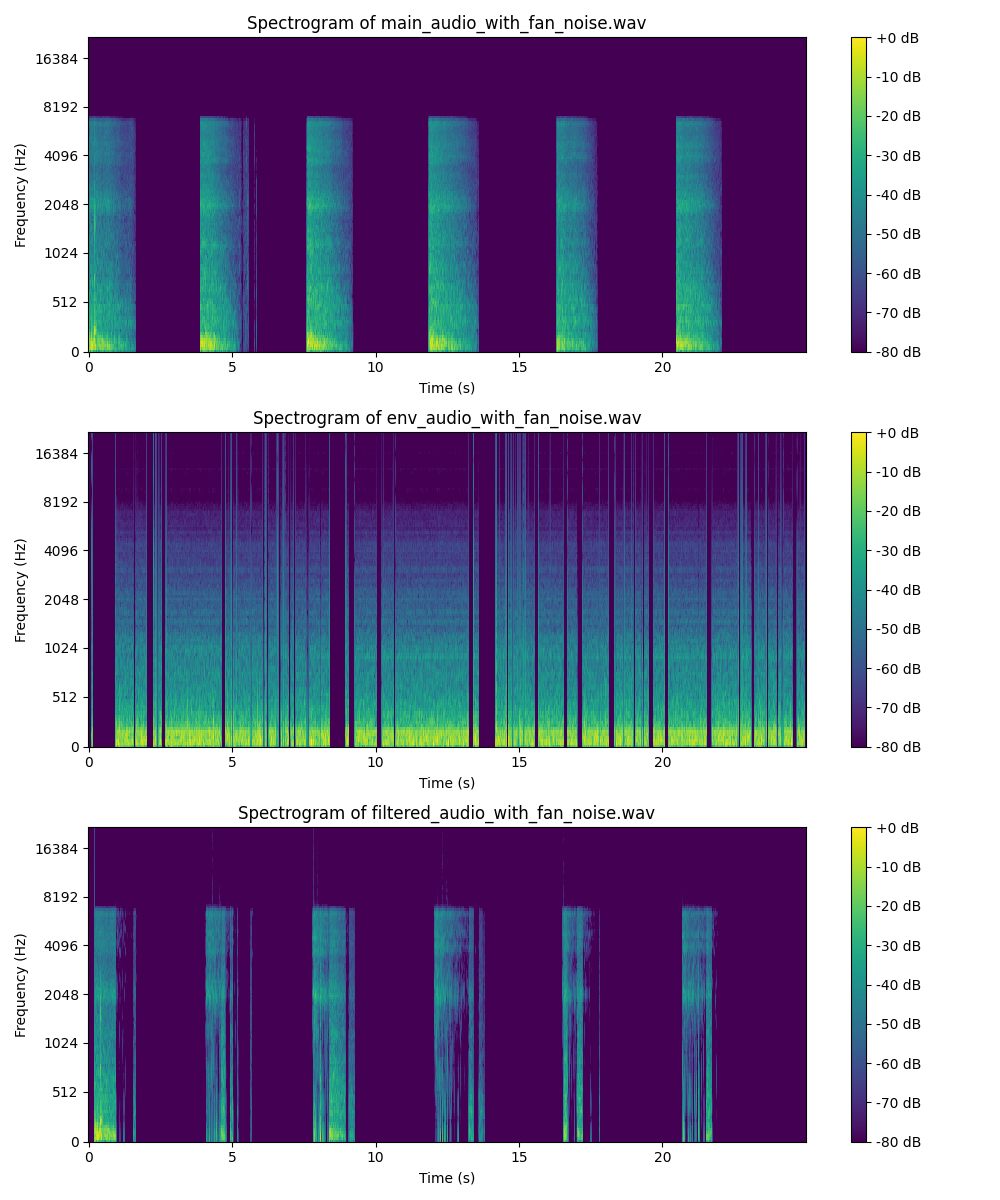 Spectrogram of main_audio_with_fan_noise.wav
16384
8192
4096
2048
1024
512
0
Frequency (Hz)
0 5 10 15 20
Time (s)
+0 dB
-10 dB
-20 dB
-30 dB
-40 dB
-50 dB
-60 dB
-70 dB
-80 dB
Spectrogram of env_audio_with_fan_noise.wav
16384
8192
4096
2048
1024
512
0
Frequency (Hz)
0 5 10 15 20
Time (s)
+0 dB
-10 dB
-20 dB
-30 dB
-40 dB
-50 dB
-60 dB
-70 dB
-80 dB
Spectrogram of filtered_audio_with_fan_noise.wav
16384
8192
4096
2048
1024
512
0
Frequency (Hz)
0 5 10 15 20
Time (s)
+0 dB
-10 dB
-20 dB
-30 dB
-40 dB
-50 dB
-60 dB
-70 dB
-80 dB